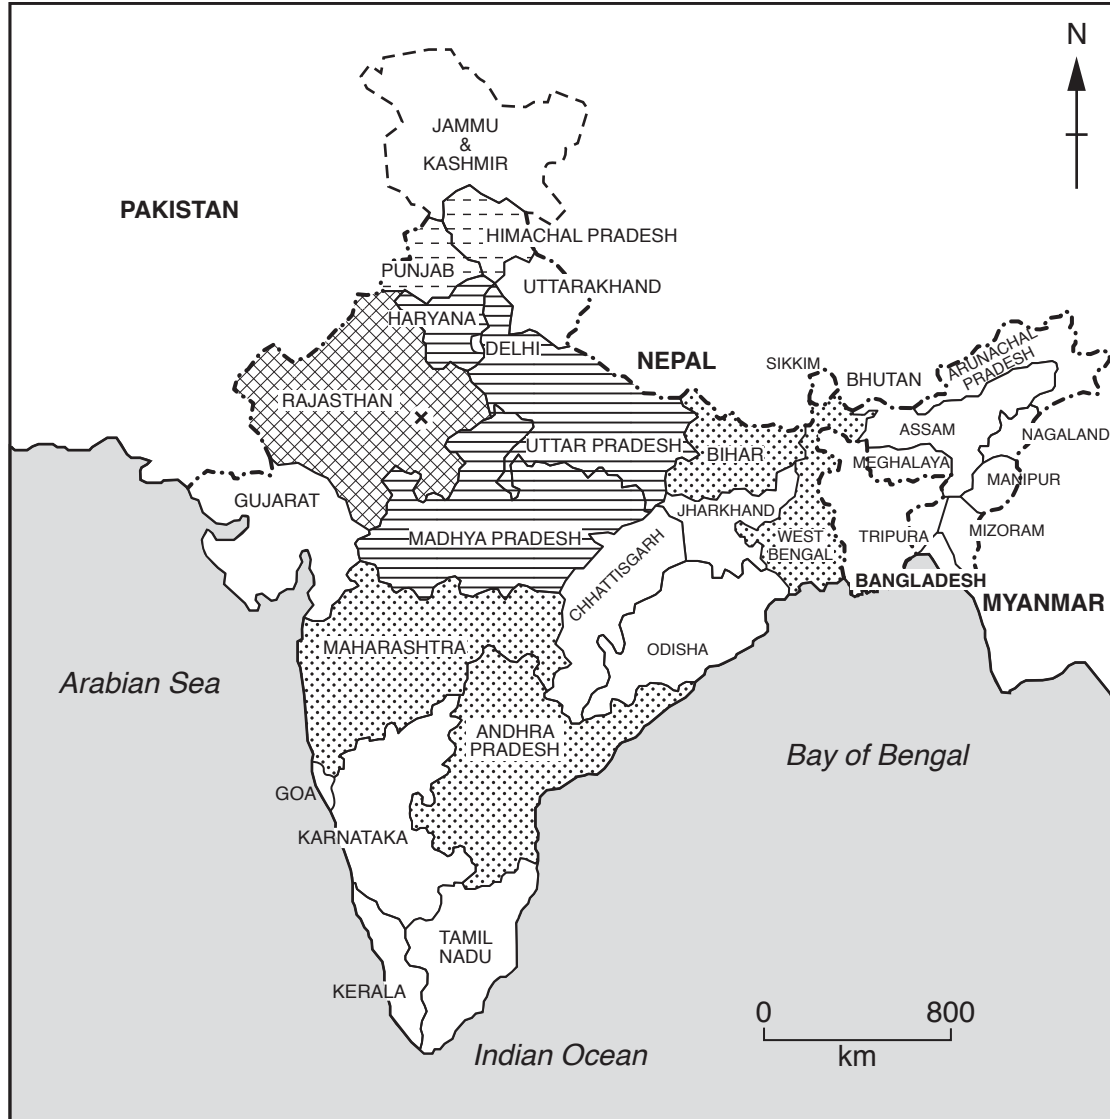 N
JAMMU
&
KASHMIR
PAKISTAN
HIMACHAL PRADESH
PUNJAB
UTTARAKHAND
HARYANA
DELHI
NEPAL
SIKKIM
BHUTAN
ARUNACHAL
PRADESH
RAJASTHAN
×
ASSAM
NAGALAND
UTTAR PRADESH
BIHAR
MEGHALAYA
MANIPUR
GUJARAT
JHARKHAND
MADHYA PRADESH
WEST
BENGAL
TRIPURA
MIZORAM
CHHATTISGARH
BANGLADESH
MYANMAR
MAHARASHTRA
ODISHA
Arabian Sea
ANDHRA
PRADESH
Bay of Bengal
GOA
KARNATAKA
TAMIL
NADU
KERALA
0 800
km
Indian Ocean